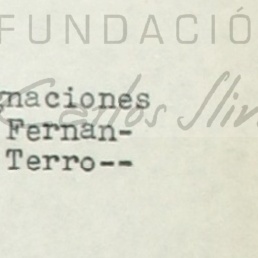 FUNDACIÓ
gnaciones
Carlos Slim
Fernan-
Terro--